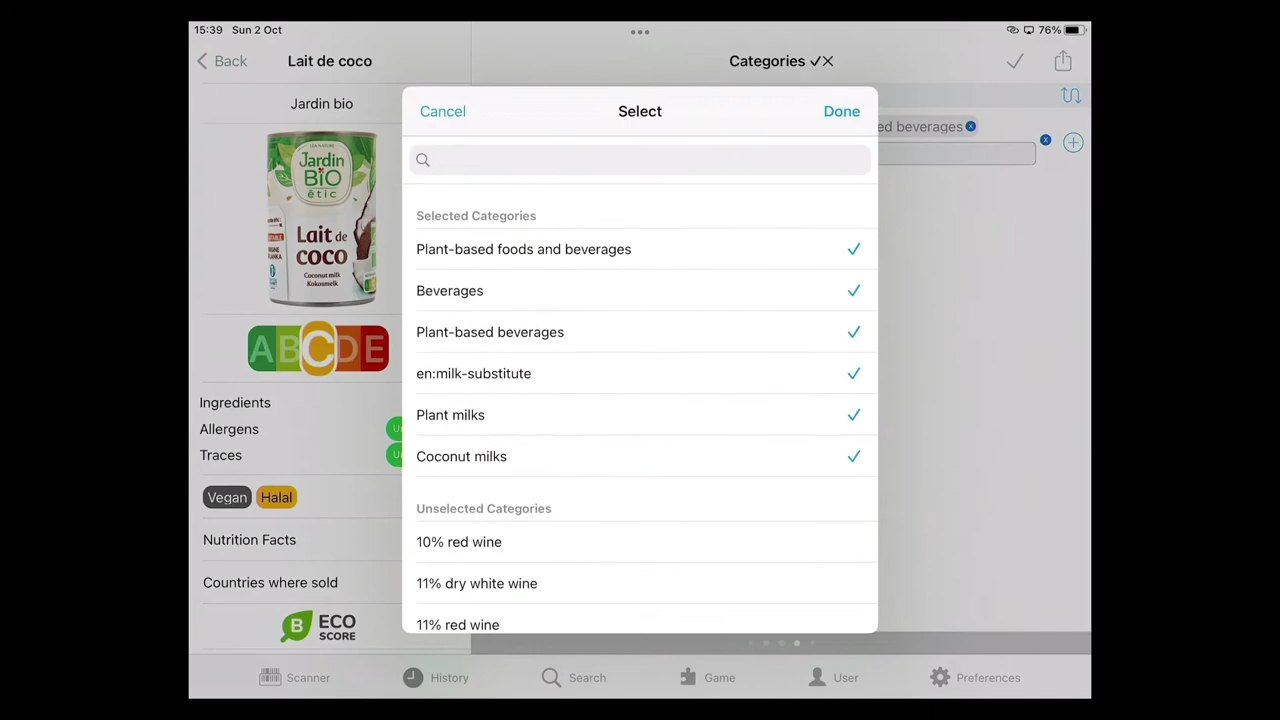 15:39 Sun 2 Oct
76%
Back
Lait de coco
Categories ✓✕
Jardin bio
Jardin
BiO
ētic
Lait de
coco
Coconut milk
Kokosmelk
ABCDE
Ingredients
Allergens
Traces
Vegan
Halal
Nutrition Facts
Countries where sold
B
ECO
SCORE
ed beverages
Cancel
Select
Done
Selected Categories
Plant-based foods and beverages
Beverages
Plant-based beverages
en:milk-substitute
Plant milks
Coconut milks
Unselected Categories
10% red wine
11% dry white wine
11% red wine
Scanner
History
Search
Game
User
Preferences